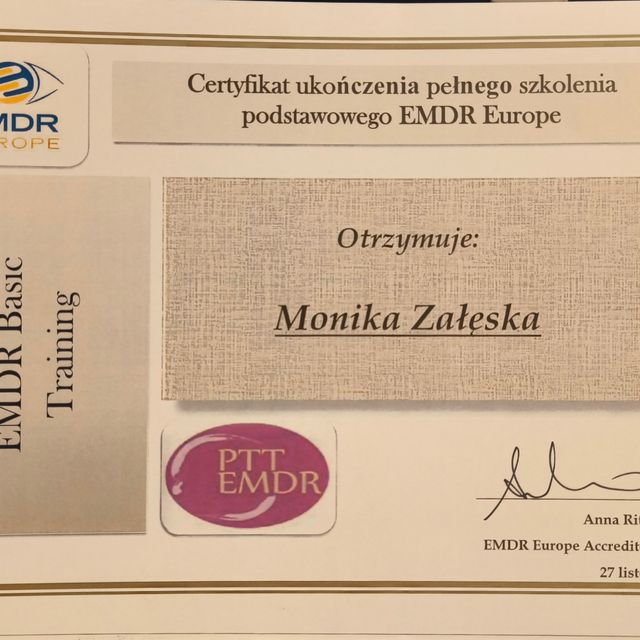 EMDR
EUROPE
Certyfikat ukończenia pełnego szkolenia
podstawowego EMDR Europe
EMDR Basic
Training
Otrzymuje:
Monika Załęska
PTT
EMDR
Anna
EMDR Europe
27